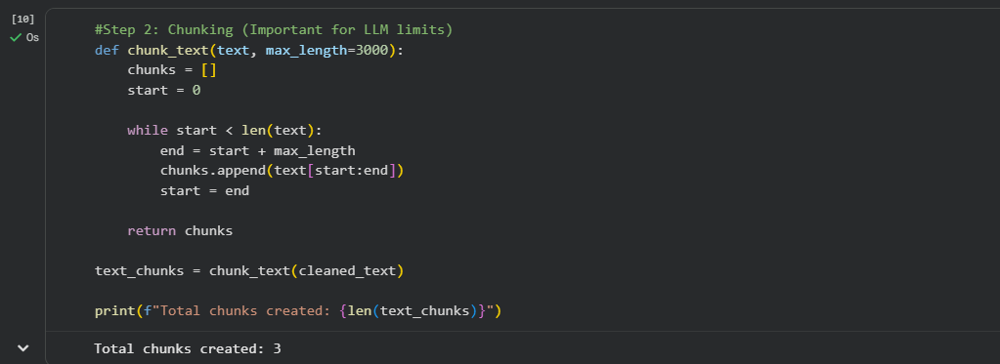 [10]
0s
#Step 2: Chunking (Important for LLM limits)
def chunk_text(text, max_length=3000):
    chunks = []
    start = 0

    while start < len(text):
        end = start + max_length
        chunks.append(text[start:end])
        start = end

    return chunks

text_chunks = chunk_text(cleaned_text)

print(f"Total chunks created: {len(text_chunks)}")
Total chunks created: 3